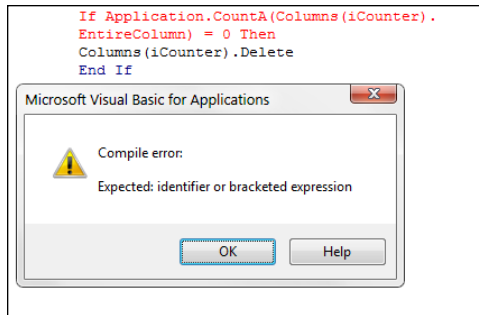 If Application.CountA(Columns(iCounter).
EntireColumn) = 0 Then
Columns(iCounter).Delete
End If
Microsoft Visual Basic for Applications
X
Compile error:
Expected: identifier or bracketed expression
OK Help